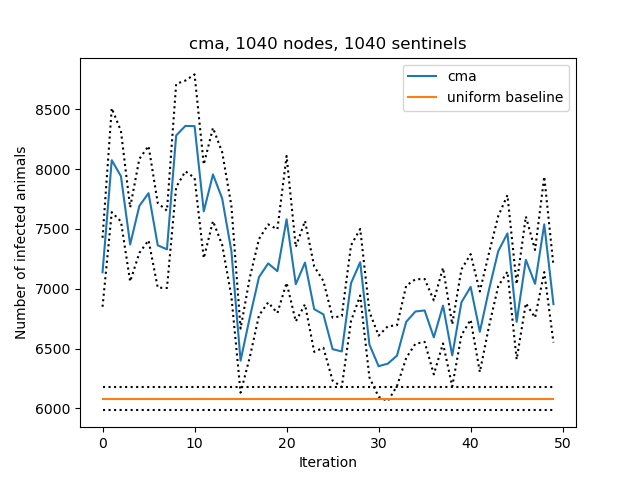 cma, 1040 nodes, 1040 sentinels
cma
uniform baseline
Number of infected animals
8500
8000
7500
7000
6500
6000
0 10 20 30 40 50
Iteration